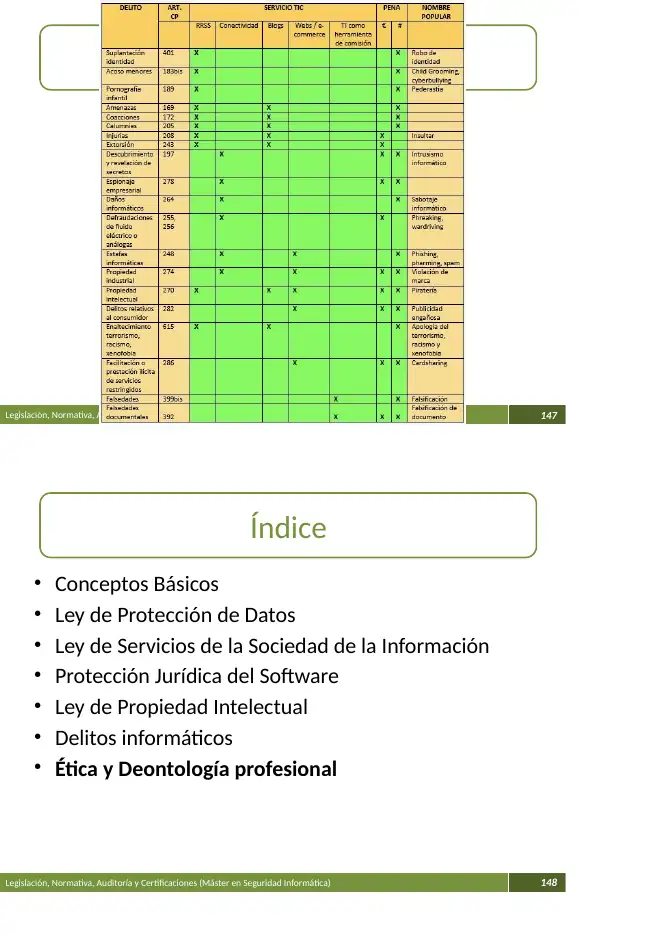 DELITO ART. CP SERVICIO TIC PENA NOMBRE POPULAR
RRSS Conectividad Blogs Webs / e-commerce TI como herramienta de comisión € #
Suplantación identidad 401 X X Robo de identidad
Acoso menores 183bis X X Child Grooming, cyberbullying
Pornografía infantil 189 X X Pederastia
Amenazas 169 X X X
Coacciones 172 X X X
Calumnias 205 X X X
Injurias 208 X X X Insultar
Extorsión 243 X X X
Descubrimiento y revelación de secretos 197 X X X Intrusismo informático
Espionaje empresarial 278 X X X
Daños informáticos 264 X X Sabotaje informático
Defraudaciones de fluido eléctrico o análogas 255, 256 X X Phreaking, wardriving
Estafas informáticas 248 X X X Phishing, pharming, spam
Propiedad industrial 274 X X X X Violación de marca
Propiedad intelectual 270 X X X X X Piratería
Delitos relativos al consumidor 282 X X X Publicidad engañosa
Enaltecimiento terrorismo, racismo, xenofobia 615 X X X Apología del terrorismo, racismo y xenofobia
Facilitación o prestación ilícita de servicios restringidos 286 X X X Cardsharing
Falsedades 399bis X X Falsificación
Falsedades documentales 392 X X X Falsificación de documento
Legislación, Normativa, A
147
Índice
• Conceptos Básicos
• Ley de Protección de Datos
• Ley de Servicios de la Sociedad de la Información
• Protección Jurídica del Software
• Ley de Propiedad Intelectual
• Delitos informáticos
• Ética y Deontología profesional
Legislación, Normativa, Auditoría y Certificaciones (Máster en Seguridad Informática)
148